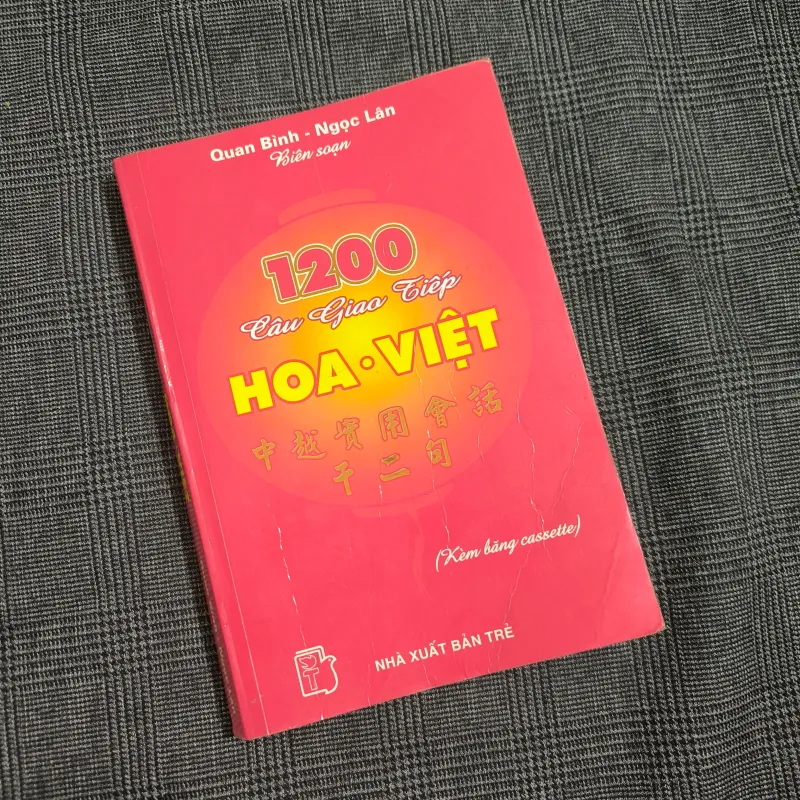 Quan Bình - Ngọc Lân
Biên soạn
1200
Câu Giao Tiếp
HOA·VIỆT
中越實用會話
千二句
(Kèm băng cassette)
NHÀ XUẤT BẢN TRẺ